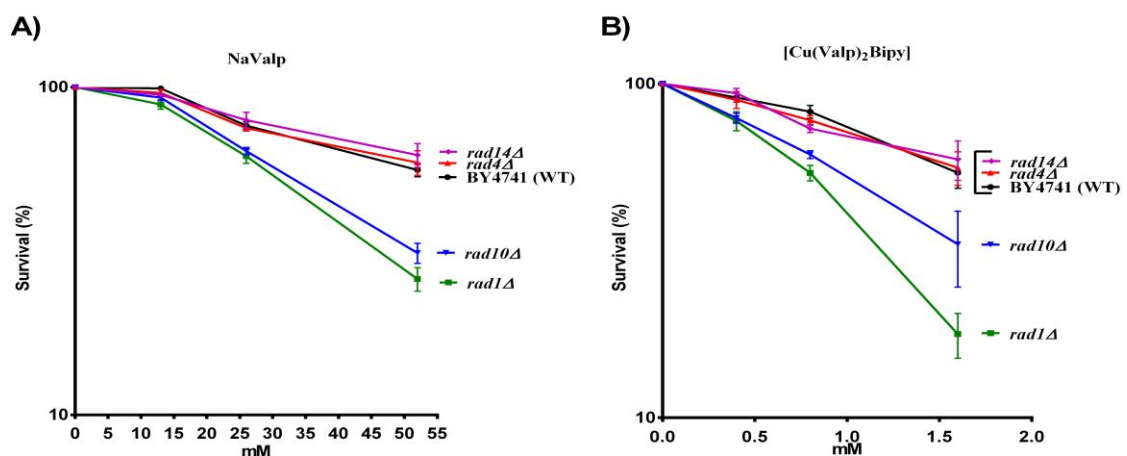 A)
NaValp
100
10
Survival (%)
0 5 10 15 20 25 30 35 40 45 50 55
mM
rad14Δ
rad4Δ
BY4741 (WT)
rad10Δ
rad1Δ
B)
[Cu(Valp)2Bipy]
100
10
Survival (%)
0.0 0.5 1.0 1.5 2.0
mM
rad14Δ
rad4Δ
BY4741 (WT)
rad10Δ
rad1Δ